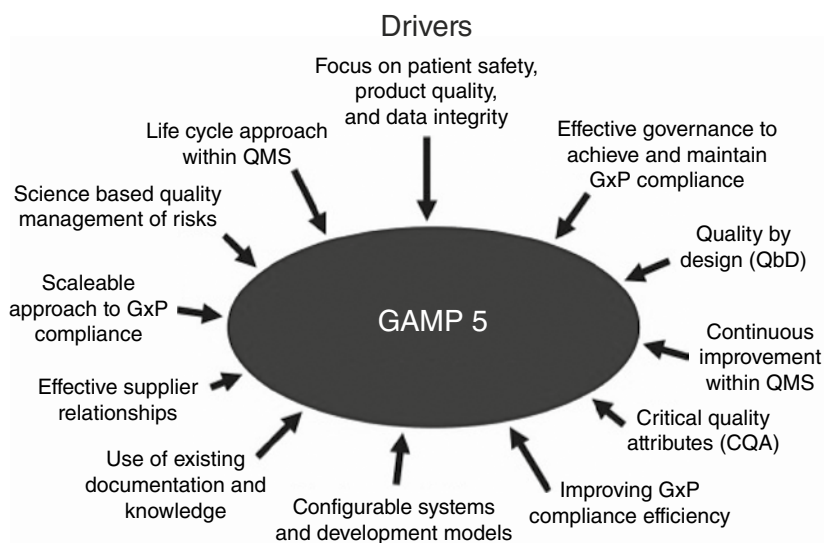 Drivers
Focus on patient safety,
product quality,
and data integrity
Effective governance to
achieve and maintain
GxP compliance
Quality by
design (QbD)
Continuous
improvement
within QMS
Critical quality
attributes (CQA)
Improving GxP
compliance efficiency
Configurable systems
and development models
Use of existing
documentation and
knowledge
Effective supplier
relationships
Scaleable
approach to GxP
compliance
Science based quality
management of risks
Life cycle approach
within QMS
GAMP 5